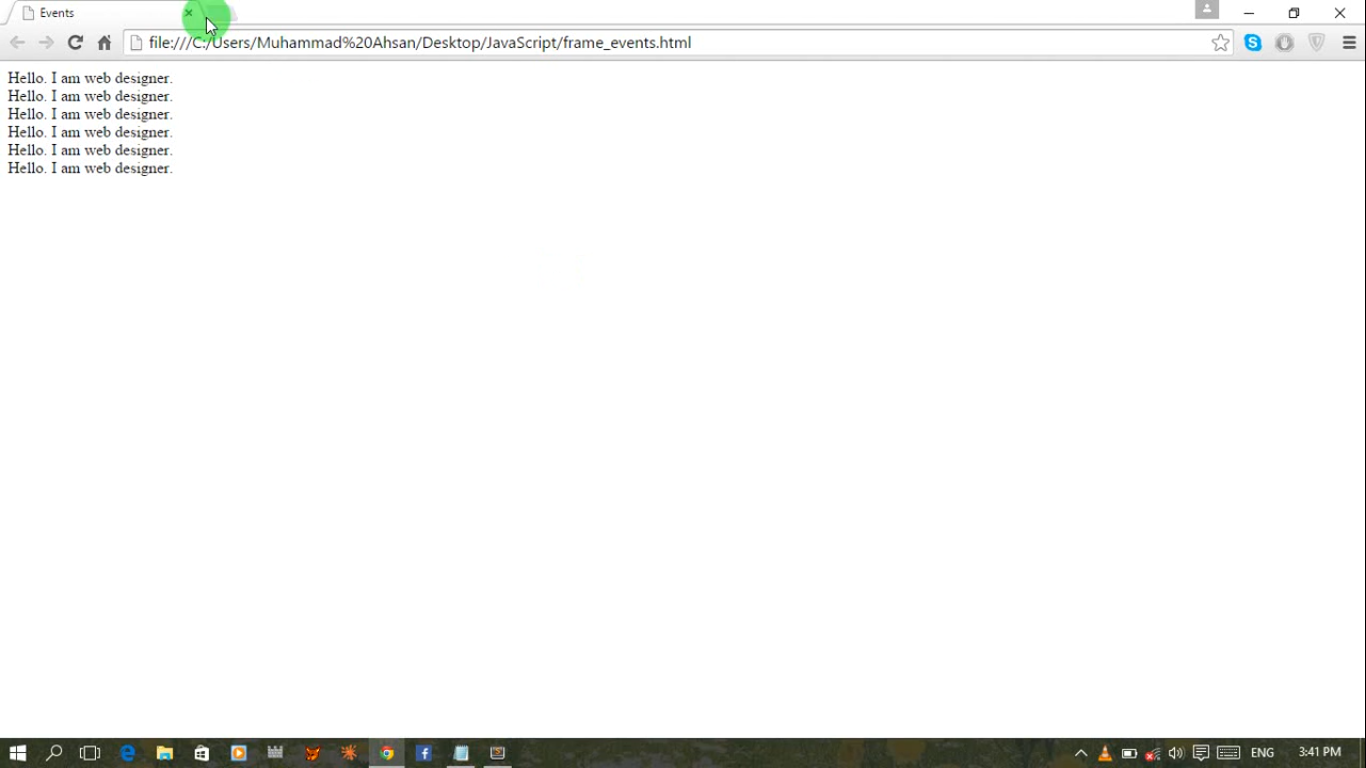 Events
file:///C:/Users/Muhammad%20Ahsan/Desktop/JavaScript/frame_events.html
Hello. I am web designer.
Hello. I am web designer.
Hello. I am web designer.
Hello. I am web designer.
Hello. I am web designer.
Hello. I am web designer.
ENG
3:41 PM